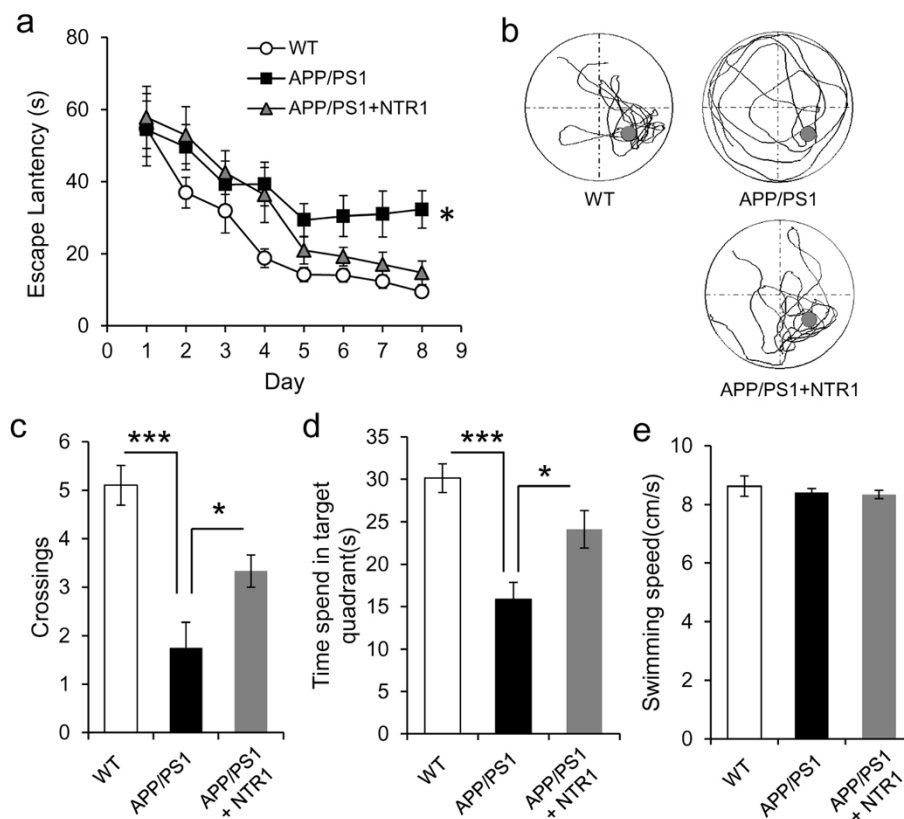 a
WT
APP/PS1
APP/PS1+NTR1
Escape Lantency (s)
80
60
40
20
0
0 1 2 3 4 5 6 7 8 9
Day
*
b
WT
APP/PS1
APP/PS1+NTR1
c
***
*
Crossings
6
5
4
3
2
1
0
WT
APP/PS1
APP/PS1
+ NTR1
d
***
*
Time spend in target
quadrant(s)
35
30
25
20
15
10
5
0
WT
APP/PS1
APP/PS1
+ NTR1
e
Swimming speed(cm/s)
10
8
6
4
2
0
WT
APP/PS1
APP/PS1
+ NTR1